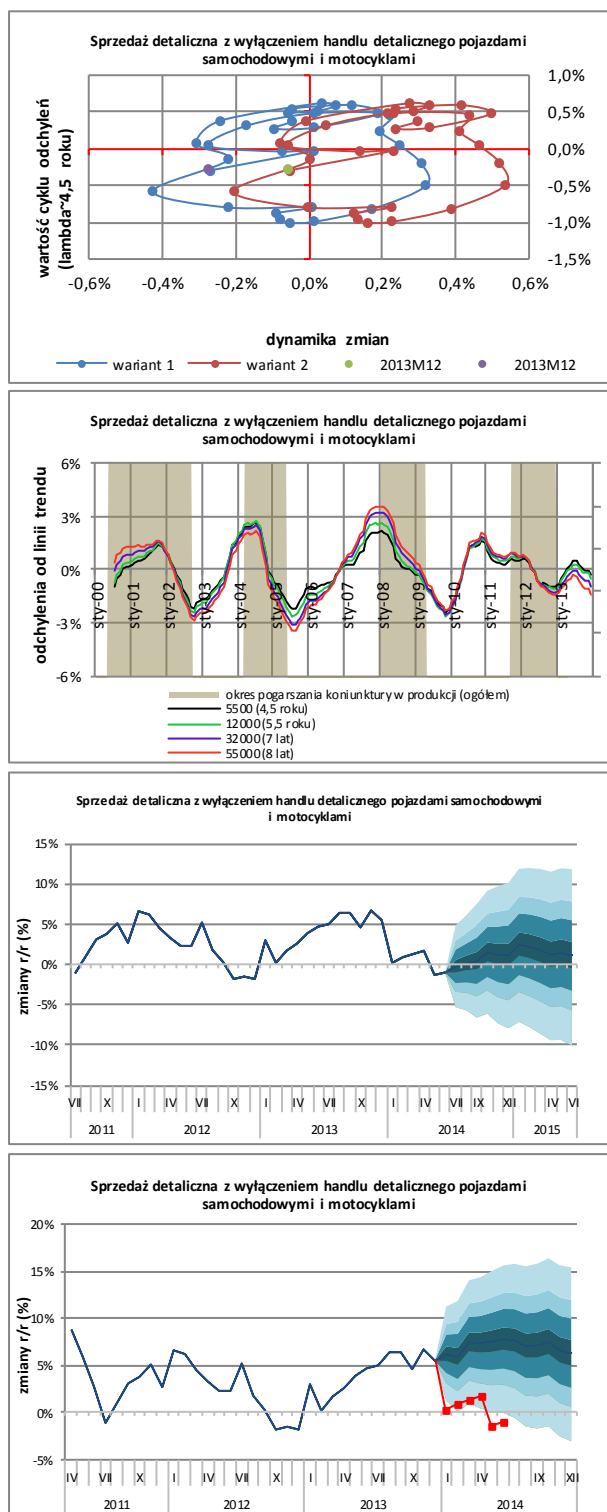 Sprzedaż detaliczna z wyłączeniem handlu detalicznego pojazdami
samochodowymi i motocyklami
wartość cyklu odchyleń
(lambda~4,5 roku)
1,0%
0,5%
0,0%
-0,5%
-1,0%
-1,5%
-0,6% -0,4% -0,2% 0,0% 0,2% 0,4% 0,6%
dynamika zmian
wariant 1 wariant 2 2013M12 2013M12
Sprzedaż detaliczna z wyłączeniem handlu detalicznego pojazdami
samochodowymi i motocyklami
odchylenia od linii trendu
6%
3%
0%
-3%
-6%
sty-00 sty-01 sty-02 sty-03 sty-04 sty-05 sty-06 sty-07 sty-08 sty-09 sty-10 sty-11 sty-12 sty-13
okres pogarszania koniunktury w produkcji (ogółem)
5500 (4,5 roku)
12000 (5,5 roku)
32000 (7 lat)
55000 (8 lat)
Sprzedaż detaliczna z wyłączeniem handlu detalicznego pojazdami samochodowymi
i motocyklami
zmiany r/r (%)
15%
10%
5%
0%
-5%
-10%
-15%
VII X I IV VII X I IV VII X I IV VII IX XII IV VI
2011 2012 2013 2014 2015
Sprzedaż detaliczna z wyłączeniem handlu detalicznego pojazdami
samochodowymi i motocyklami
zmiany r/r (%)
20%
15%
10%
5%
0%
-5%
IV VII X I IV VII X I IV VII X I IV IX XII
2011 2012 2013 2014